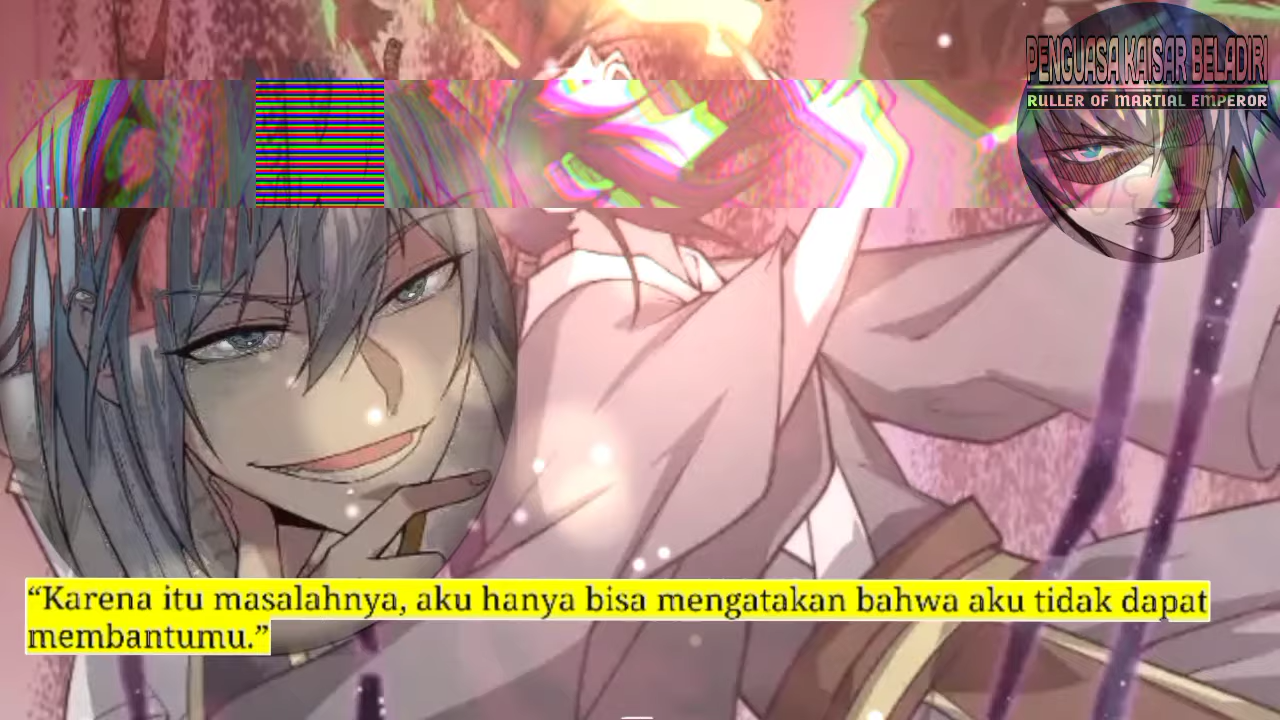 PENGUASA KAISAR BELADIRI
RULLER OF MARTIAL EMPEROR
“Karena itu masalahnya, aku hanya bisa mengatakan bahwa aku tidak dapat
membantumu.”